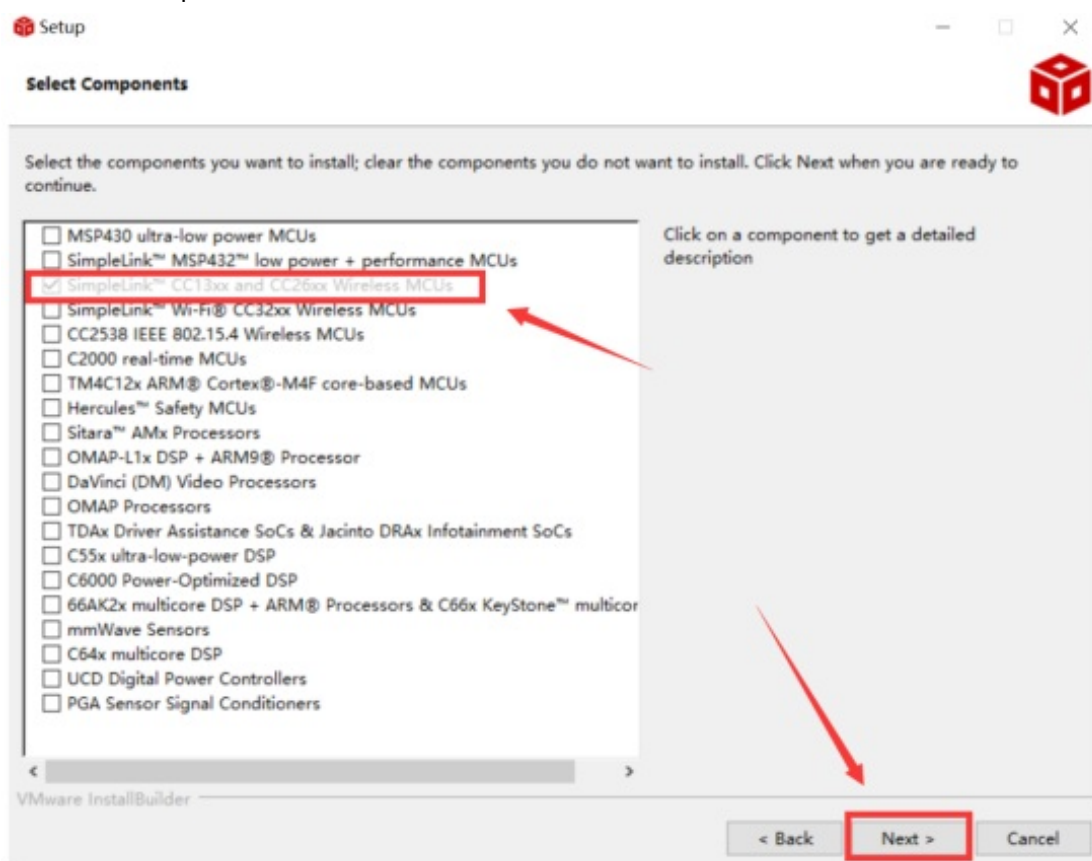 Setup
Select Components
Select the components you want to install; clear the components you do not want to install. Click Next when you are ready to
continue.
MSP430 ultra-low power MCUs
SimpleLink™ MSP432™ low power + performance MCUs
SimpleLink™ CC13xx and CC26xx Wireless MCUs
SimpleLink™ Wi-Fi® CC32xx Wireless MCUs
CC2538 IEEE 802.15.4 Wireless MCUs
C2000 real-time MCUs
TM4C12x ARM® Cortex®-M4F core-based MCUs
Hercules™ Safety MCUs
Sitara™ AMx Processors
OMAP-L1x DSP + ARM9® Processor
DaVinci (DM) Video Processors
OMAP Processors
TDAx Driver Assistance SoCs & Jacinto DRAx Infotainment SoCs
C55x ultra-low-power DSP
C6000 Power-Optimized DSP
66AK2x multicore DSP + ARM® Processors & C66x KeyStone™ multicor
mmWave Sensors
C64x multicore DSP
UCD Digital Power Controllers
PGA Sensor Signal Conditioners
Click on a component to get a detailed
description
VMware InstallBuilder
< Back Next > Cancel